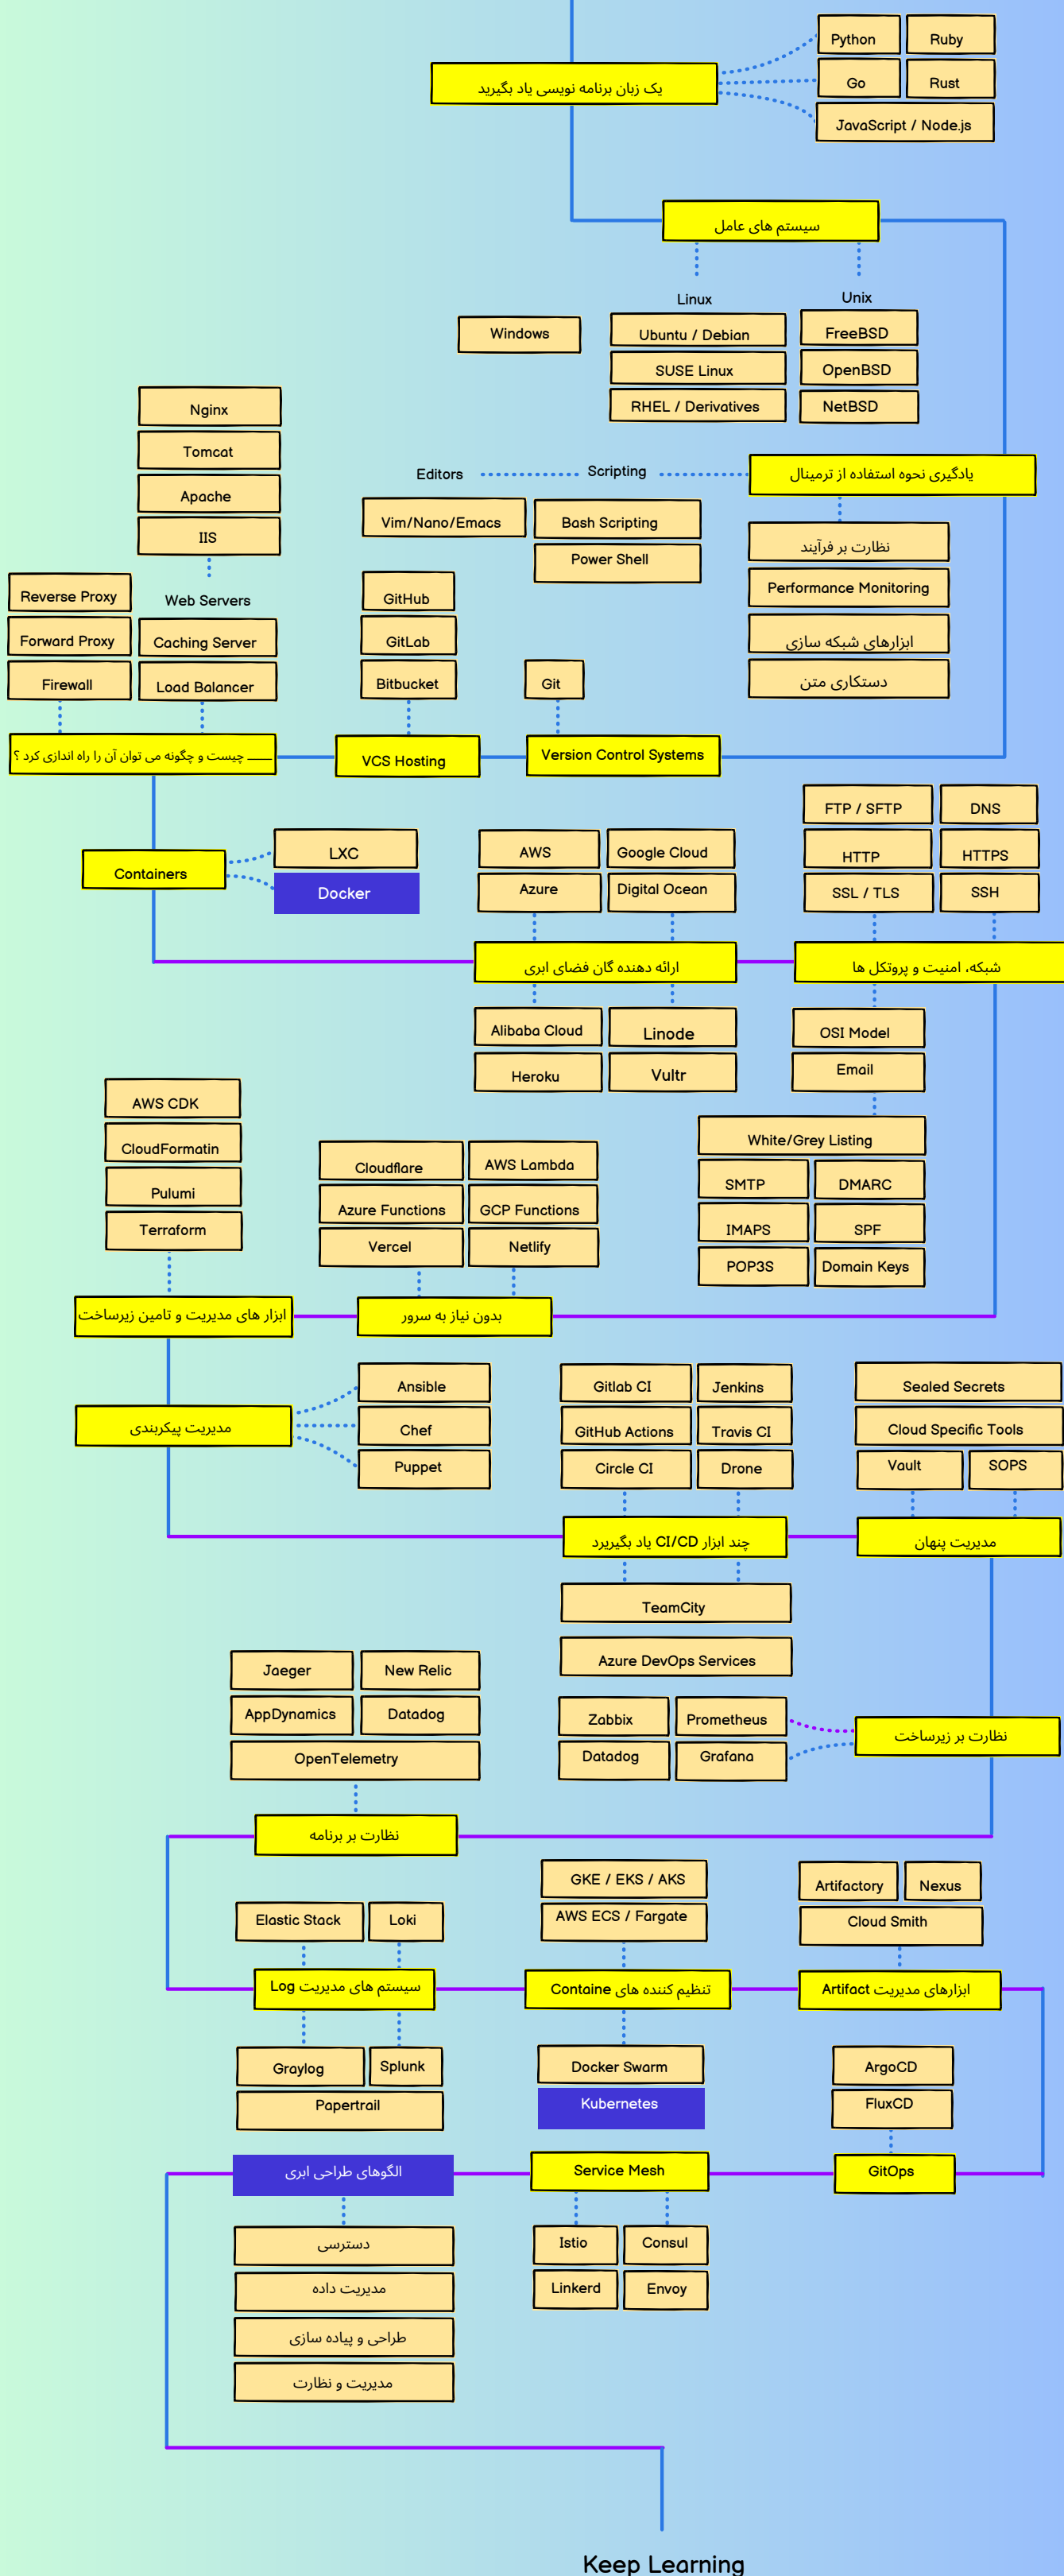 Python
Ruby
یک زبان برنامه نویسی یاد بگیرید
Go
Rust
JavaScript / Node.js
سیستم های عامل
Linux
Unix
Windows
Ubuntu / Debian
FreeBSD
SUSE Linux
OpenBSD
RHEL / Derivatives
NetBSD
یادگیری نحوه استفاده از ترمینال
Scripting
Editors
Vim/Nano/Emacs
Bash Scripting
Power Shell
نظارت بر فرآیند
Performance Monitoring
ابزارهای شبکه سازی
دستکاری متن
Nginx
Tomcat
Apache
IIS
Web Servers
Reverse Proxy
Forward Proxy
Firewall
Caching Server
Load Balancer
GitHub
GitLab
Bitbucket
Git
Version Control Systems
VCS Hosting
____ چیست و چگونه می توان آن را راه اندازی کرد ؟
Containers
LXC
Docker
AWS
Google Cloud
Azure
Digital Ocean
ارائه دهنده گان فضای ابری
Alibaba Cloud
Linode
Heroku
Vultr
FTP / SFTP
DNS
HTTP
HTTPS
SSL / TLS
SSH
شبکه، امنیت و پروتکل ها
OSI Model
Email
White/Grey Listing
SMTP
DMARC
IMAPS
SPF
POP3S
Domain Keys
Cloudflare
AWS Lambda
Azure Functions
GCP Functions
Vercel
Netlify
بدون نیاز به سرور
AWS CDK
CloudFormatin
Pulumi
Terraform
ابزار های مدیریت و تامین زیرساخت
مدیریت پیکربندی
Ansible
Chef
Puppet
Gitlab CI
Jenkins
GitHub Actions
Travis CI
Circle CI
Drone
چند ابزار CI/CD یاد بگیریرد
TeamCity
Azure DevOps Services
Sealed Secrets
Cloud Specific Tools
Vault
SOPS
مدیریت پنهان
Zabbix
Prometheus
Datadog
Grafana
نظارت بر زیرساخت
Jaeger
New Relic
AppDynamics
Datadog
OpenTelemetry
نظارت بر برنامه
Elastic Stack
Loki
سیستم های مدیریت Log
Graylog
Splunk
Papertrail
GKE / EKS / AKS
AWS ECS / Fargate
تنظیم کننده های Containe
Docker Swarm
Kubernetes
Artifactory
Nexus
Cloud Smith
ابزارهای مدیریت Artifact
ArgoCD
FluxCD
GitOps
Service Mesh
Istio
Consul
Linkerd
Envoy
الگوهای طراحی ابری
دسترسی
مدیریت داده
طراحی و پیاده سازی
مدیریت و نظارت
Keep Learning